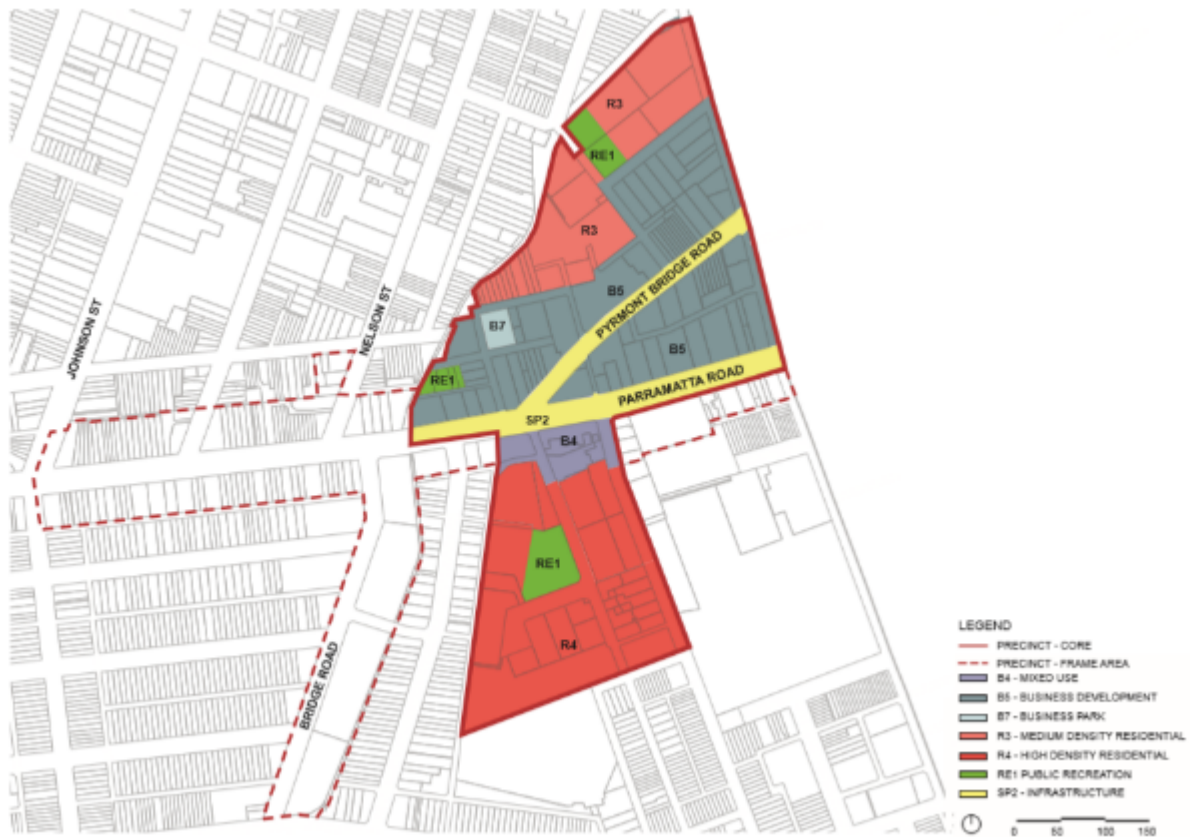 R3
RE1
R3
PYRMONT BRIDGE ROAD
B5
B7
NELSON ST
JOHNSON ST
B5
RE1
PARRAMATTA ROAD
SP2
B4
RE1
R4
BRIDGE ROAD
LEGEND
PRECINCT - CORE
PRECINCT - FRAME AREA
B4 - MIXED USE
B5 - BUSINESS DEVELOPMENT
B7 - BUSINESS PARK
R3 - MEDIUM DENSITY RESIDENTIAL
R4 - HIGH DENSITY RESIDENTIAL
RE1 PUBLIC RECREATION
SP2 - INFRASTRUCTURE
0 50 100 150